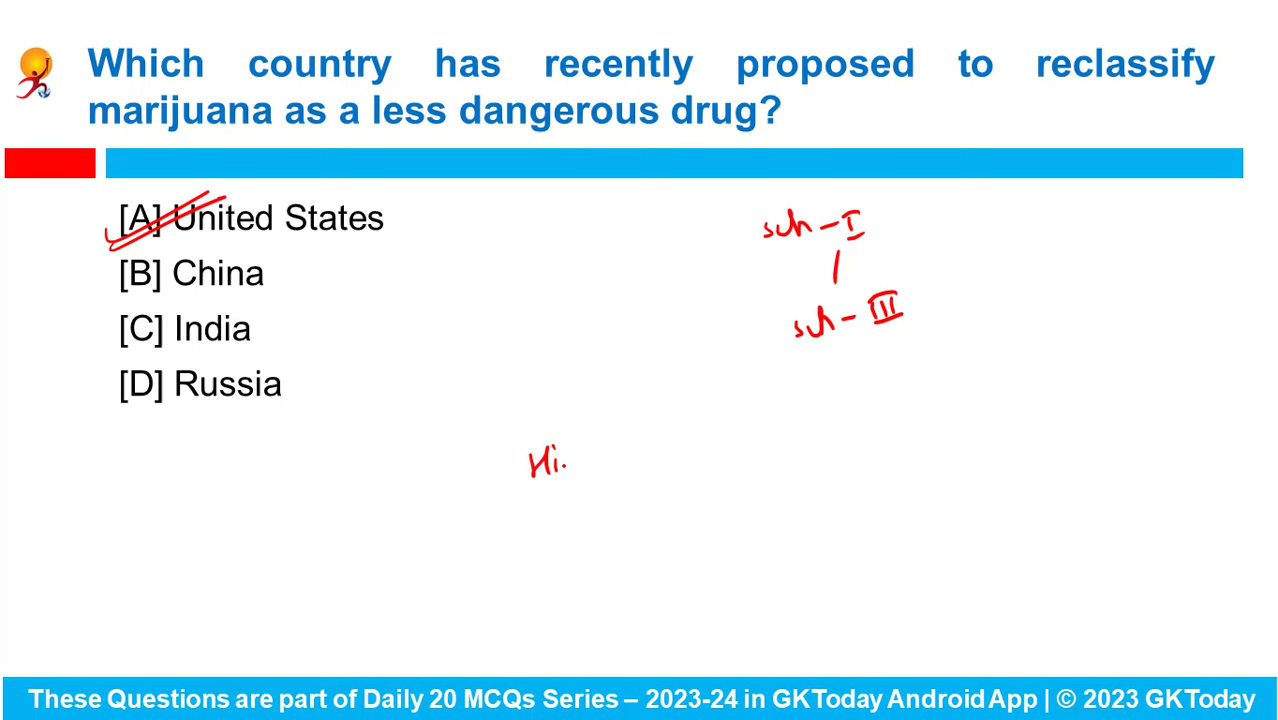 Which country has recently proposed to reclassify
marijuana as a less dangerous drug?
[A] United States
[B] China
[C] India
[D] Russia
sch - I
sch - III
Hi.
These Questions are part of Daily 20 MCQs Series – 2023-24 in GKToday Android App | © 2023 GKToday